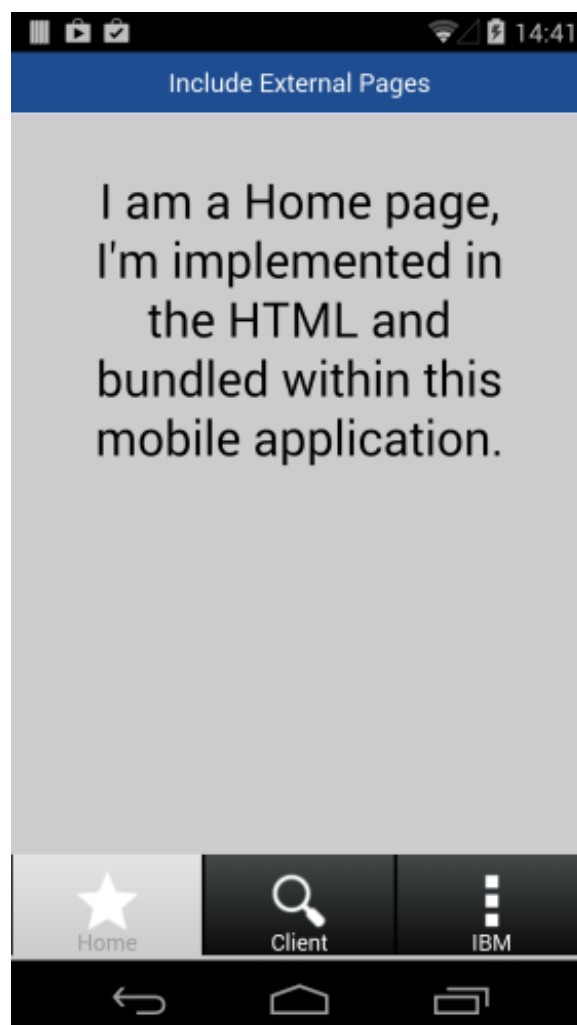 14:41
Include External Pages
I am a Home page,
I'm implemented in
the HTML and
bundled within this
mobile application.
Home
Client
IBM